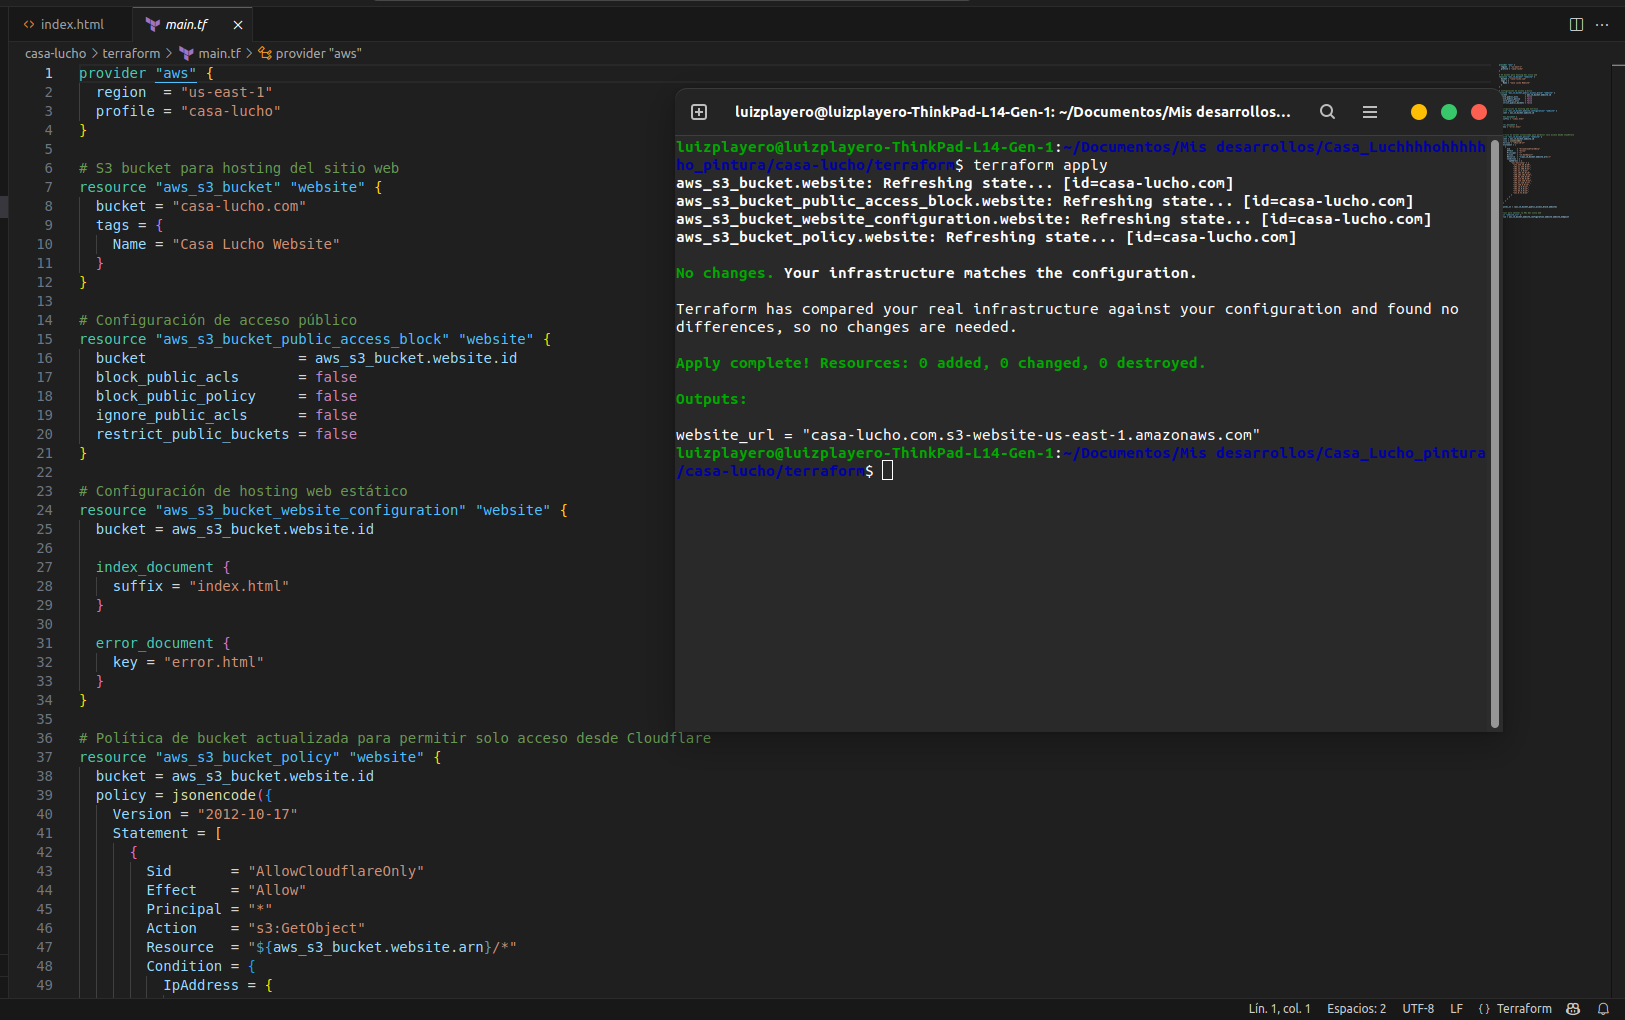 index.html
main.tf
casa-lucho > terraform > main.tf > provider "aws"
1 provider "aws" {
2 region = "us-east-1"
3 profile = "casa-lucho"
4 }
5
6 # S3 bucket para hosting del sitio web
7 resource "aws_s3_bucket" "website" {
8 bucket = "casa-lucho.com"
9 tags = {
10 Name = "Casa Lucho Website"
11 }
12 }
13
14 # Configuración de acceso público
15 resource "aws_s3_bucket_public_access_block" "website" {
16 bucket = aws_s3_bucket.website.id
17 block_public_acls = false
18 block_public_policy = false
19 ignore_public_acls = false
20 restrict_public_buckets = false
21 }
22
23 # Configuración de hosting web estático
24 resource "aws_s3_bucket_website_configuration" "website" {
25 bucket = aws_s3_bucket.website.id
26
27 index_document {
28 suffix = "index.html"
29 }
30
31 error_document {
32 key = "error.html"
33 }
34 }
35
36 # Política de bucket actualizada para permitir solo acceso desde Cloudflare
37 resource "aws_s3_bucket_policy" "website" {
38 bucket = aws_s3_bucket.website.id
39 policy = jsonencode({
40 Version = "2012-10-17"
41 Statement = [
42 {
43 Sid = "AllowCloudflareOnly"
44 Effect = "Allow"
45 Principal = "*"
46 Action = "s3:GetObject"
47 Resource = "${aws_s3_bucket.website.arn}/*"
48 Condition = {
49 IpAddress = {
luizplayero@luizplayero-ThinkPad-L14-Gen-1: ~/Documentos/Mis desarrollos...
luizplayero@luizplayero-ThinkPad-L14-Gen-1:~/Documentos/Mis desarrollos/Casa_Luchhhhohhhhh
ho_pintura/casa-lucho/terraform$ terraform apply
aws_s3_bucket.website: Refreshing state... [id=casa-lucho.com]
aws_s3_bucket_public_access_block.website: Refreshing state... [id=casa-lucho.com]
aws_s3_bucket_website_configuration.website: Refreshing state... [id=casa-lucho.com]
aws_s3_bucket_policy.website: Refreshing state... [id=casa-lucho.com]
No changes. Your infrastructure matches the configuration.
Terraform has compared your real infrastructure against your configuration and found no
differences, so no changes are needed.
Apply complete! Resources: 0 added, 0 changed, 0 destroyed.
Outputs:
website_url = "casa-lucho.com.s3-website-us-east-1.amazonaws.com"
luizplayero@luizplayero-ThinkPad-L14-Gen-1:~/Documentos/Mis desarrollos/Casa_Lucho_pintura
/casa-lucho/terraform$
Lín. 1, col. 1 Espacios: 2 UTF-8 LF {} Terraform